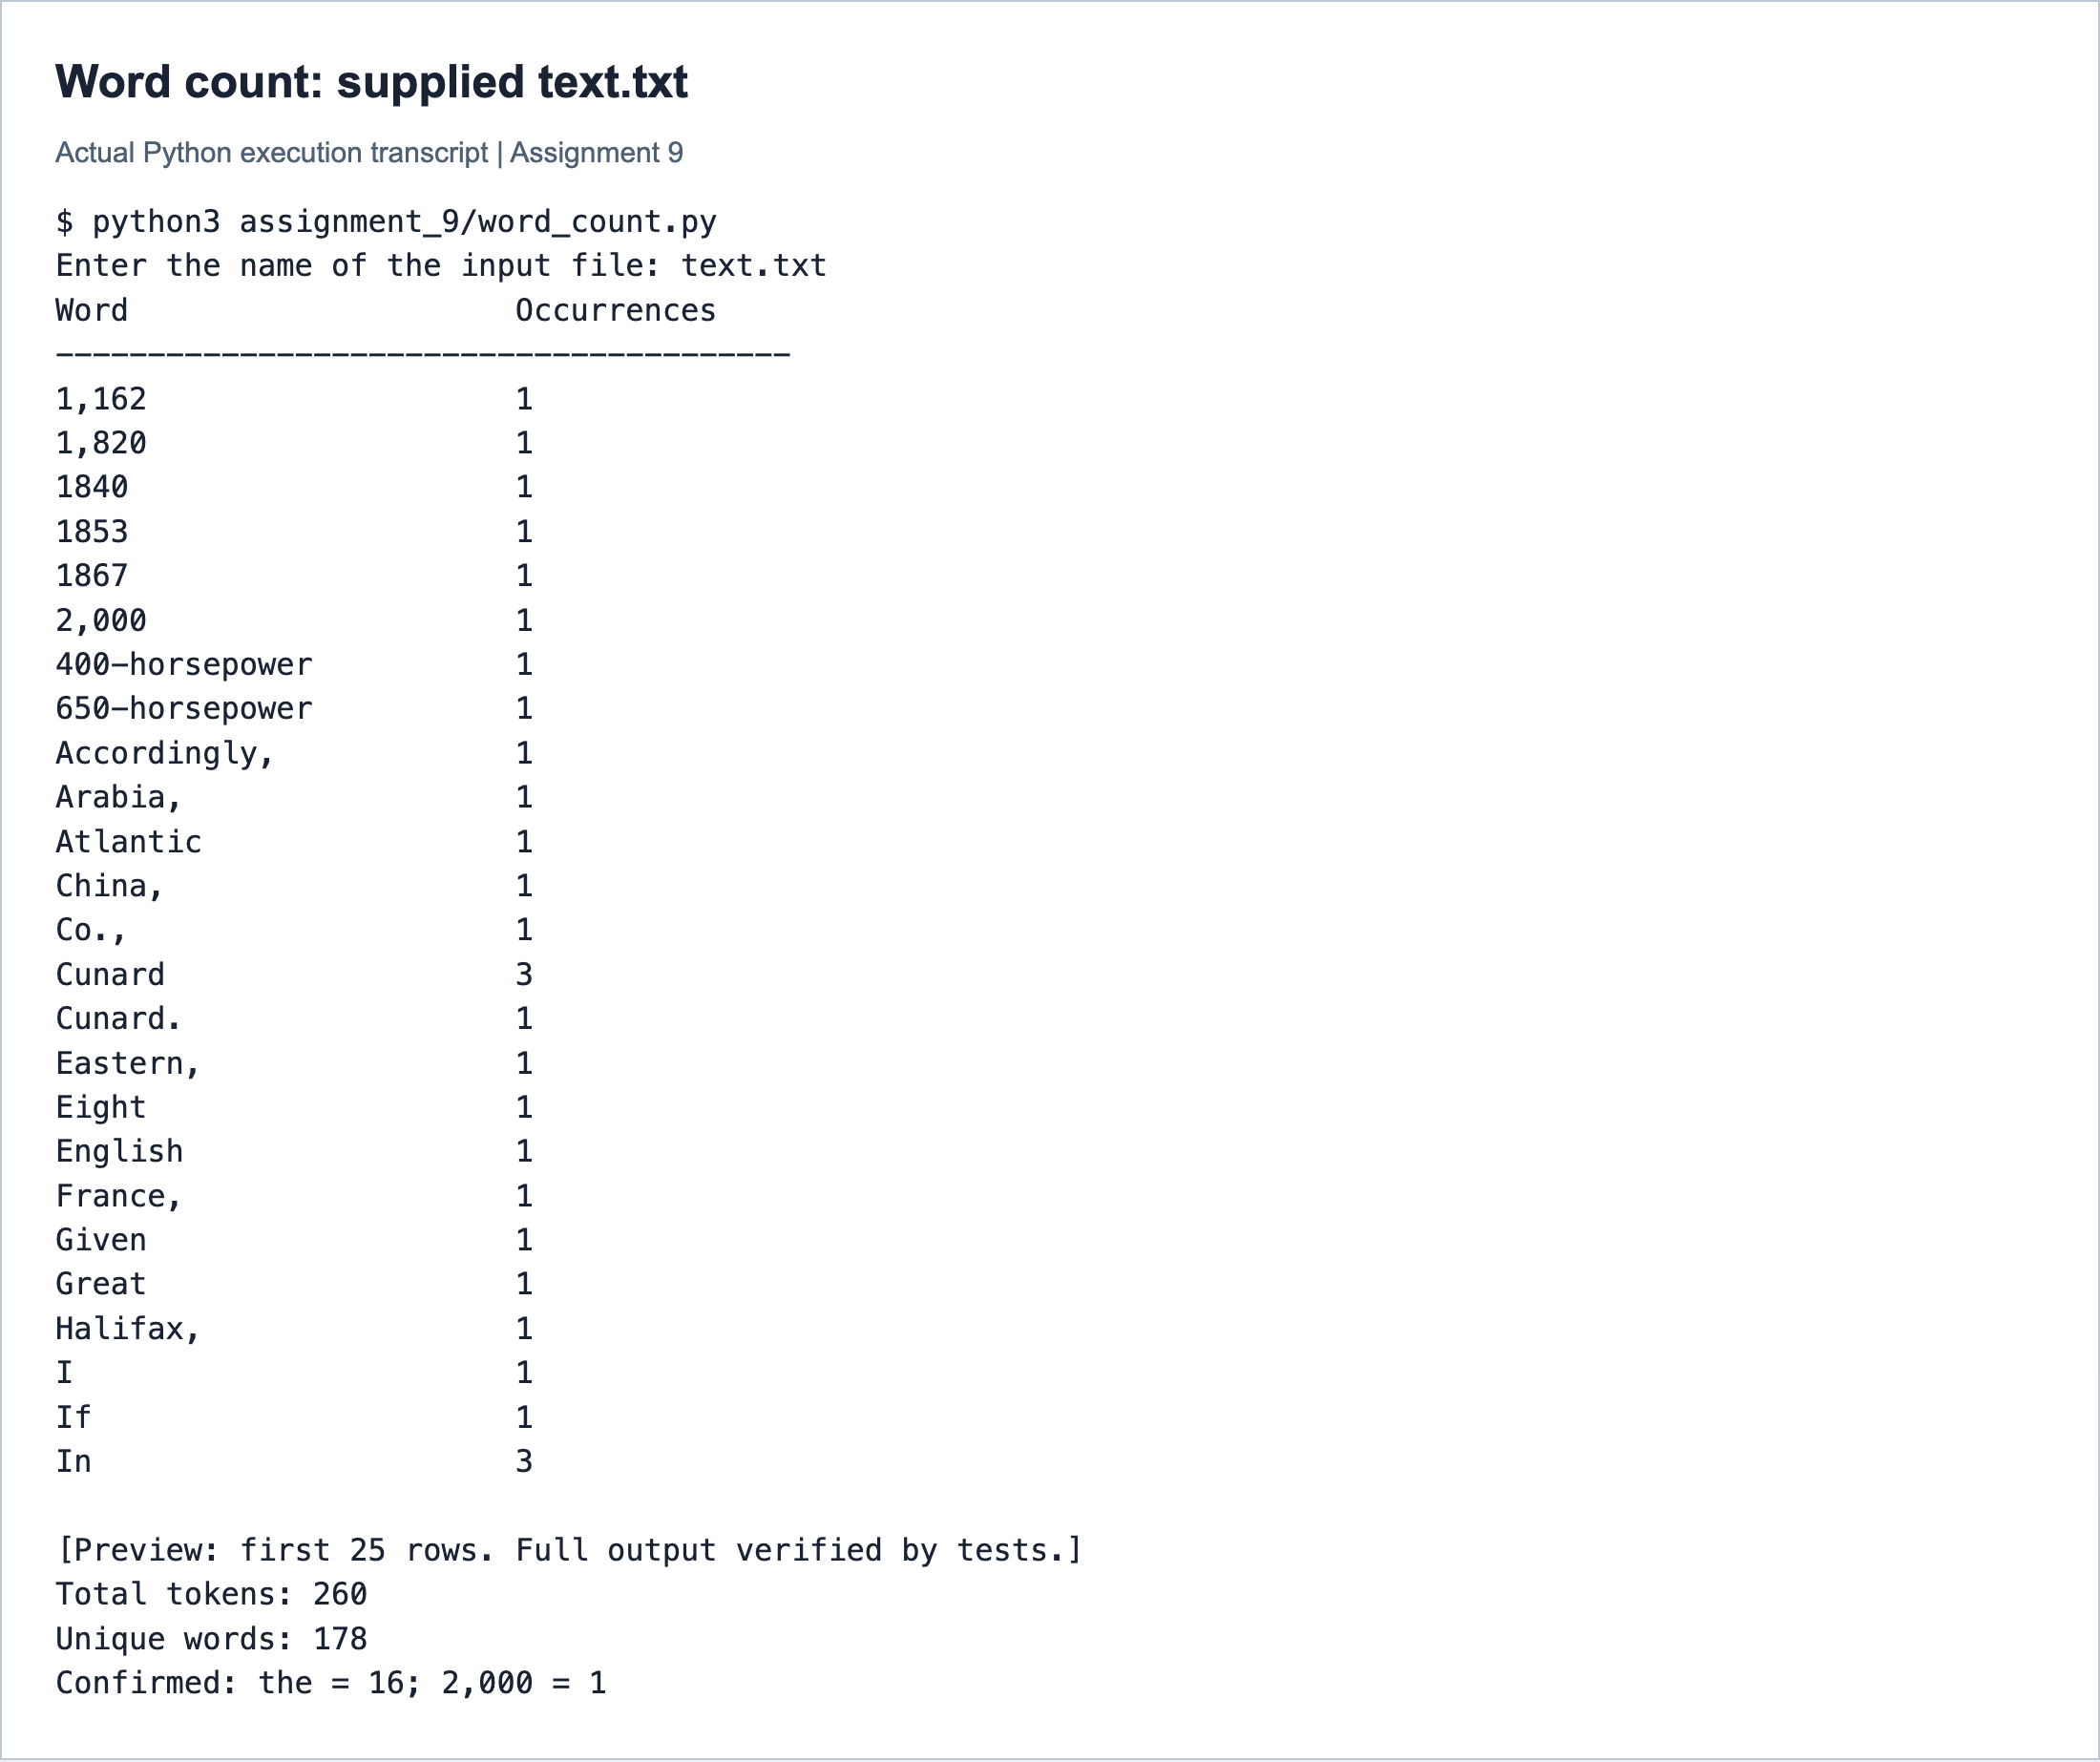 Word count: supplied text.txt
Actual Python execution transcript | Assignment 9
$ python3 assignment_9/word_count.py
Enter the name of the input file: text.txt
Word                     Occurrences
----------------------------------------
1,162                    1
1,820                    1
1840                     1
1853                     1
1867                     1
2,000                    1
400-horsepower           1
650-horsepower           1
Accordingly,             1
Arabia,                  1
Atlantic                 1
China,                   1
Co.,                     1
Cunard                   3
Cunard.                  1
Eastern,                 1
Eight                    1
English                  1
France,                  1
Given                    1
Great                    1
Halifax,                 1
I                        1
If                       1
In                       3
[Preview: first 25 rows. Full output verified by tests.]
Total tokens: 260
Unique words: 178
Confirmed: the = 16; 2,000 = 1